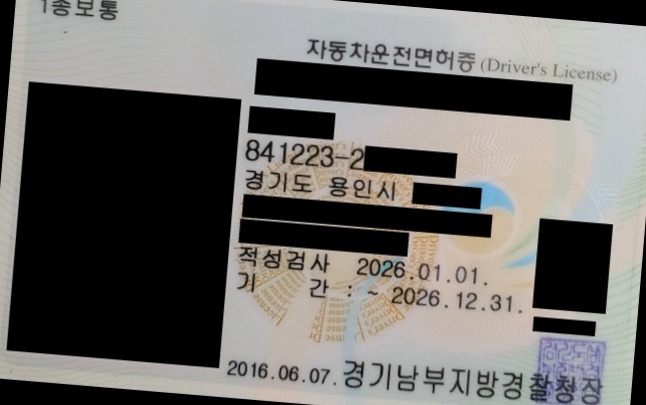 1종보통
자동차운전면허증 (Driver's License)
841223-2
경기도 용인시
적성검사 2026.01.01.
기 간 : ~ 2026.12.31.
2016.06.07. 경기남부지방경찰청장